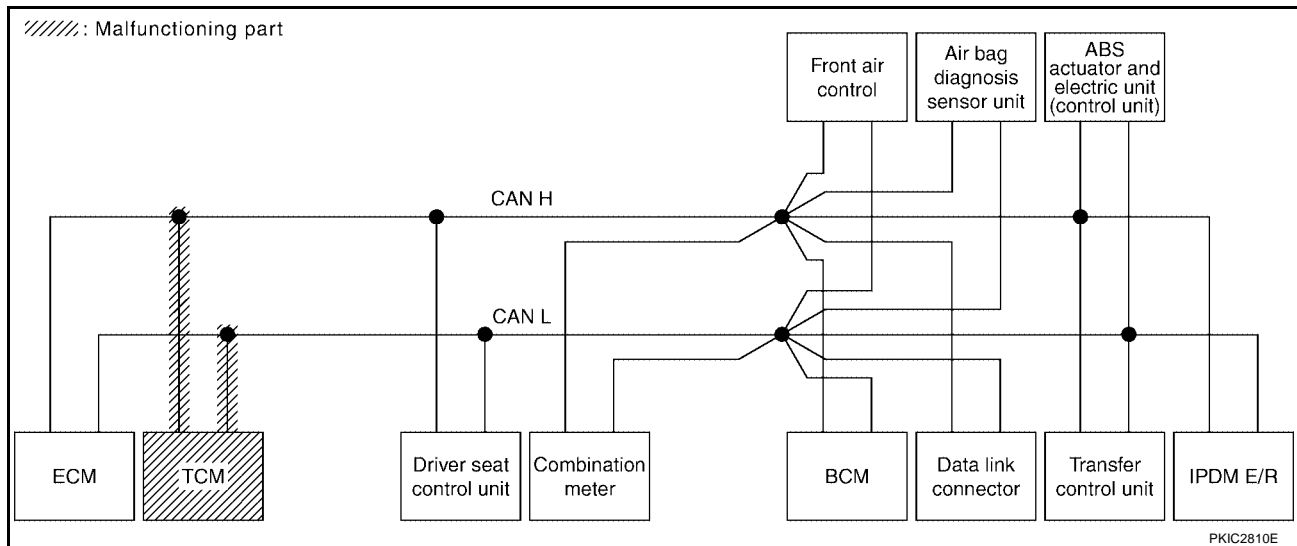 : Malfunctioning part
Front air
control
Air bag
diagnosis
sensor unit
ABS
actuator and
electric unit
(control unit)
CAN H
CAN L
ECM
TCM
Driver seat
control unit
Combination
meter
BCM
Data link
connector
Transfer
control unit
IPDM E/R
PKIC2810E